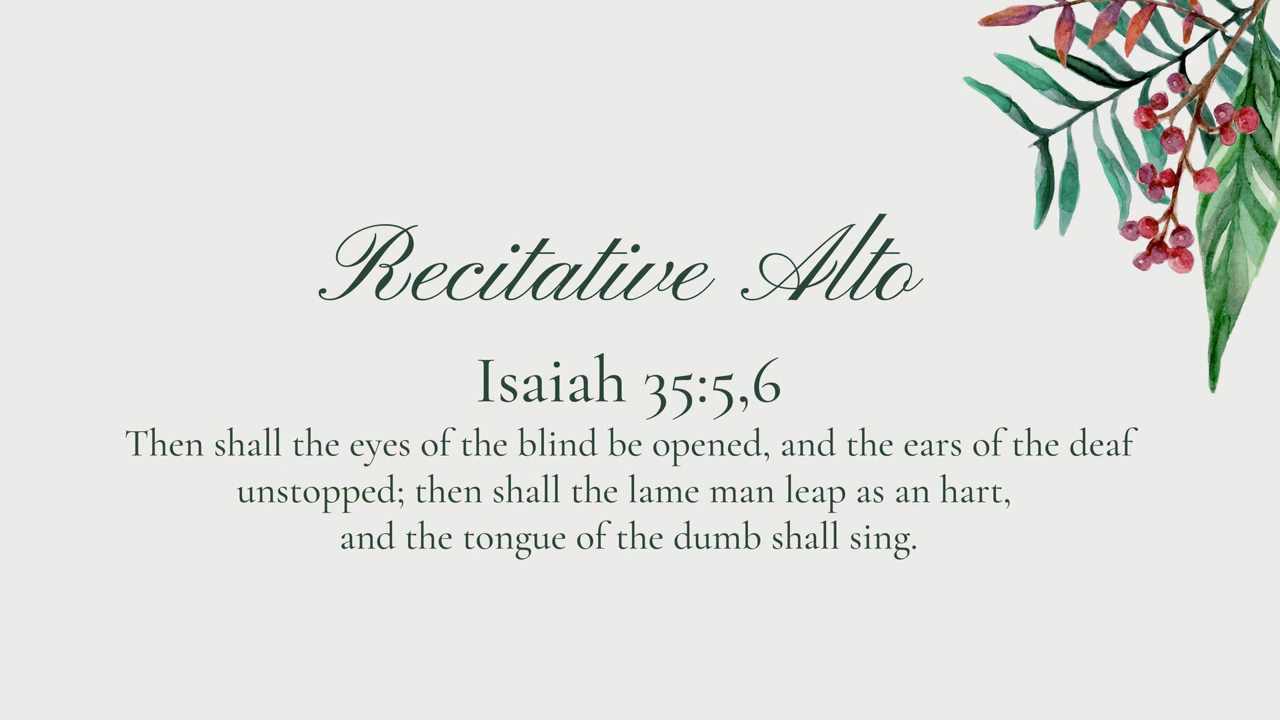 Recitative Alto
Isaiah 35:5,6
Then shall the eyes of the blind be opened, and the ears of the deaf
unstopped; then shall the lame man leap as an hart,
and the tongue of the dumb shall sing.